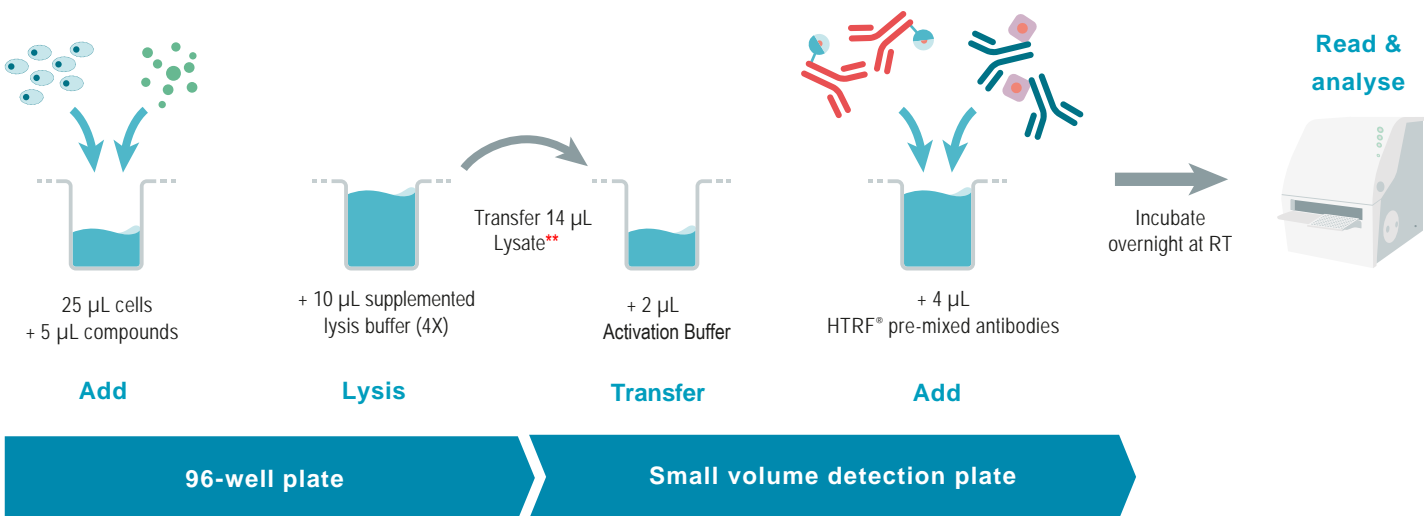 25 µL cells
+ 5 µL compounds
Add
+ 10 µL supplemented
lysis buffer (4X)
Lysis
Transfer 14 µL
Lysate**
+ 2 µL
Activation Buffer
Transfer
+ 4 µL
HTRF® pre-mixed antibodies
Add
Incubate
overnight at RT
Read &
analyse
96-well plate
Small volume detection plate